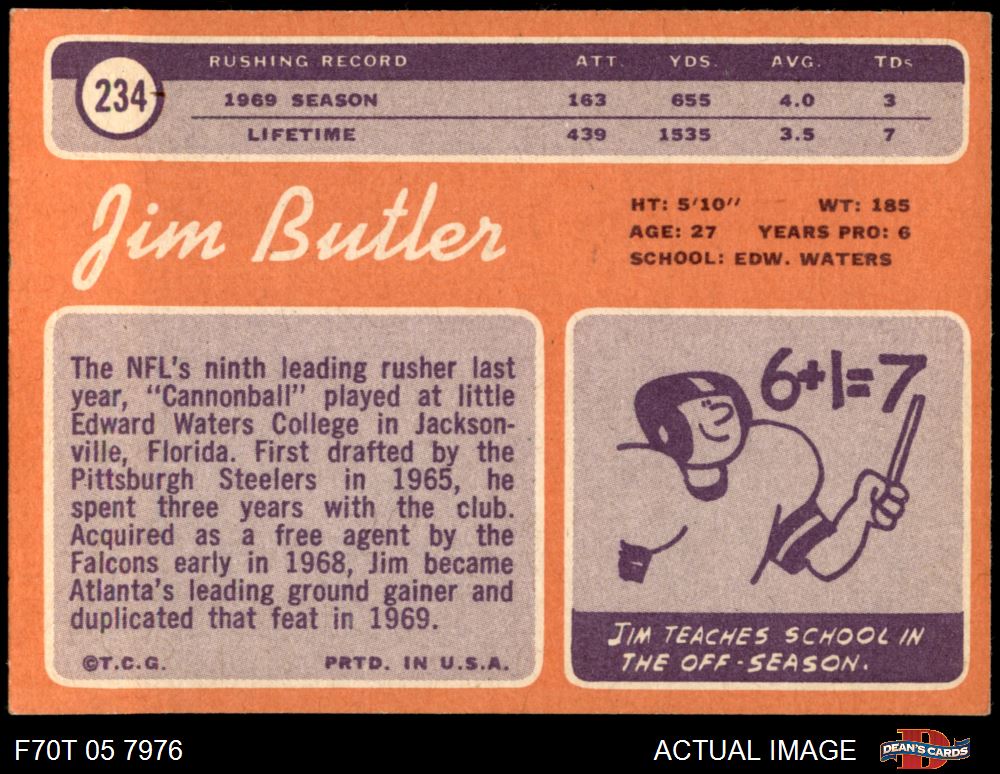 234
RUSHING RECORD ATT. YDS. AVG. TDs
1969 SEASON 163 655 4.0 3
LIFETIME 439 1535 3.5 7
Jim Butler
HT: 5'10" WT: 185
AGE: 27 YEARS PRO: 6
SCHOOL: EDW. WATERS
The NFL's ninth leading rusher last
year, "Cannonball" played at little
Edward Waters College in Jackson-
ville, Florida. First drafted by the
Pittsburgh Steelers in 1965, he
spent three years with the club.
Acquired as a free agent by the
Falcons early in 1968, Jim became
Atlanta's leading ground gainer and
duplicated that feat in 1969.
©T.C.G. PRTD. IN U.S.A.
6+1=7
JIM TEACHES SCHOOL IN
THE OFF-SEASON.
F70T 05 7976 ACTUAL IMAGE
B
DEAN'S CARDS